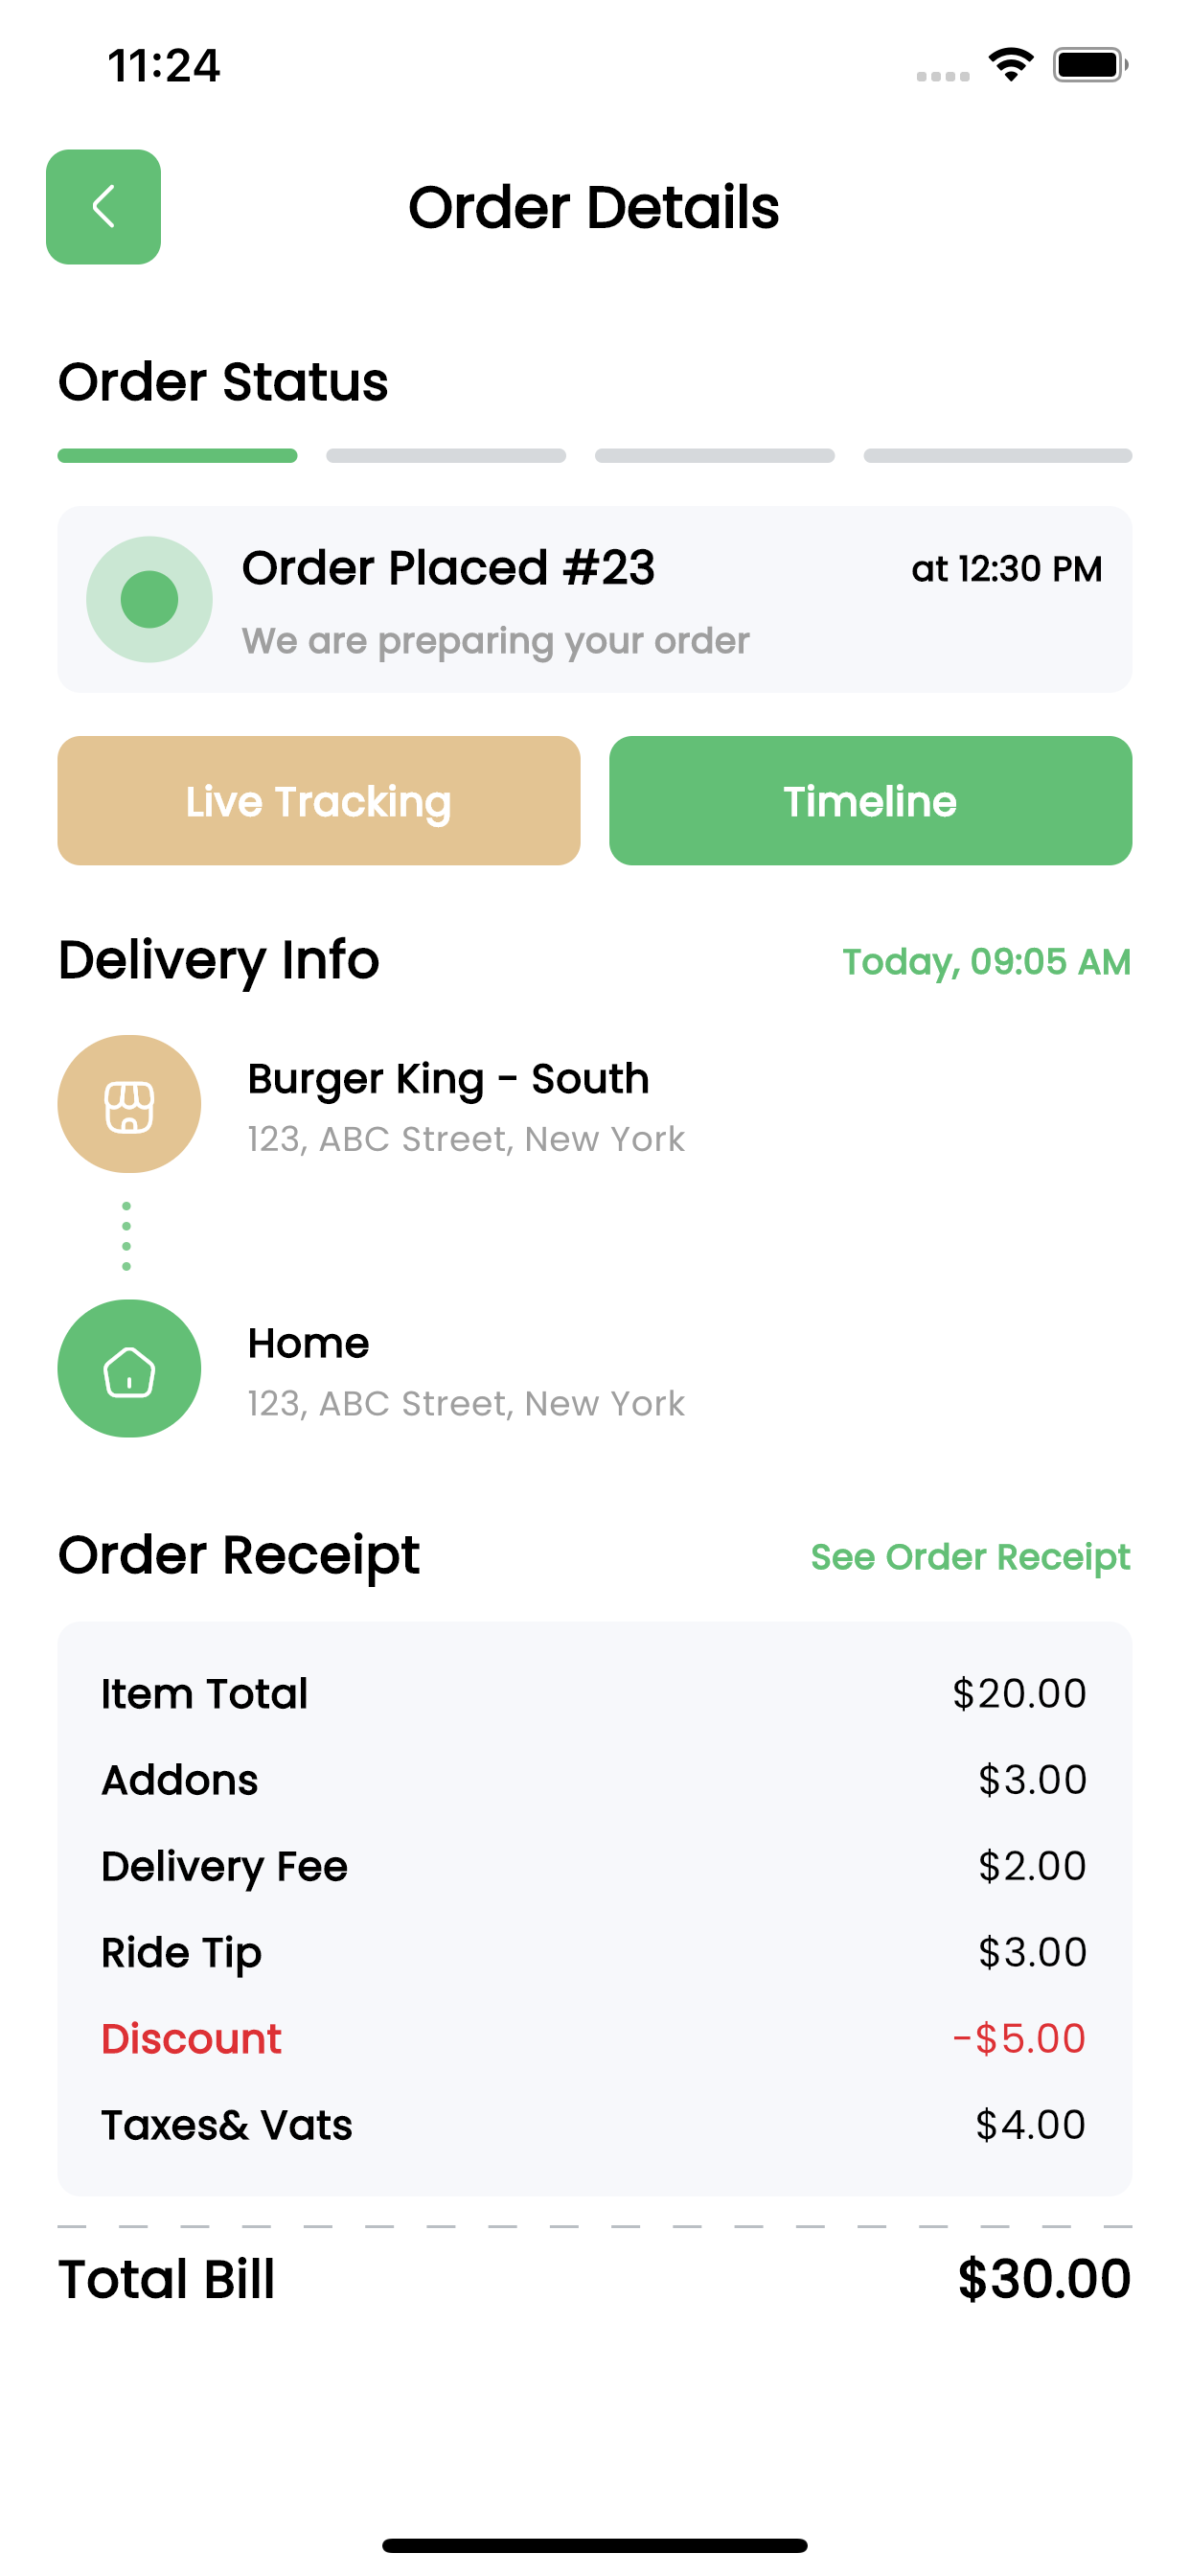 11:24
Order Details
Order Status
Order Placed #23
at 12:30 PM
We are preparing your order
Live Tracking
Timeline
Delivery Info
Today, 09:05 AM
Burger King - South
123, ABC Street, New York
Home
123, ABC Street, New York
Order Receipt
See Order Receipt
Item Total
$20.00
Addons
$3.00
Delivery Fee
$2.00
Ride Tip
$3.00
Discount
-$5.00
Taxes& Vats
$4.00
Total Bill
$30.00